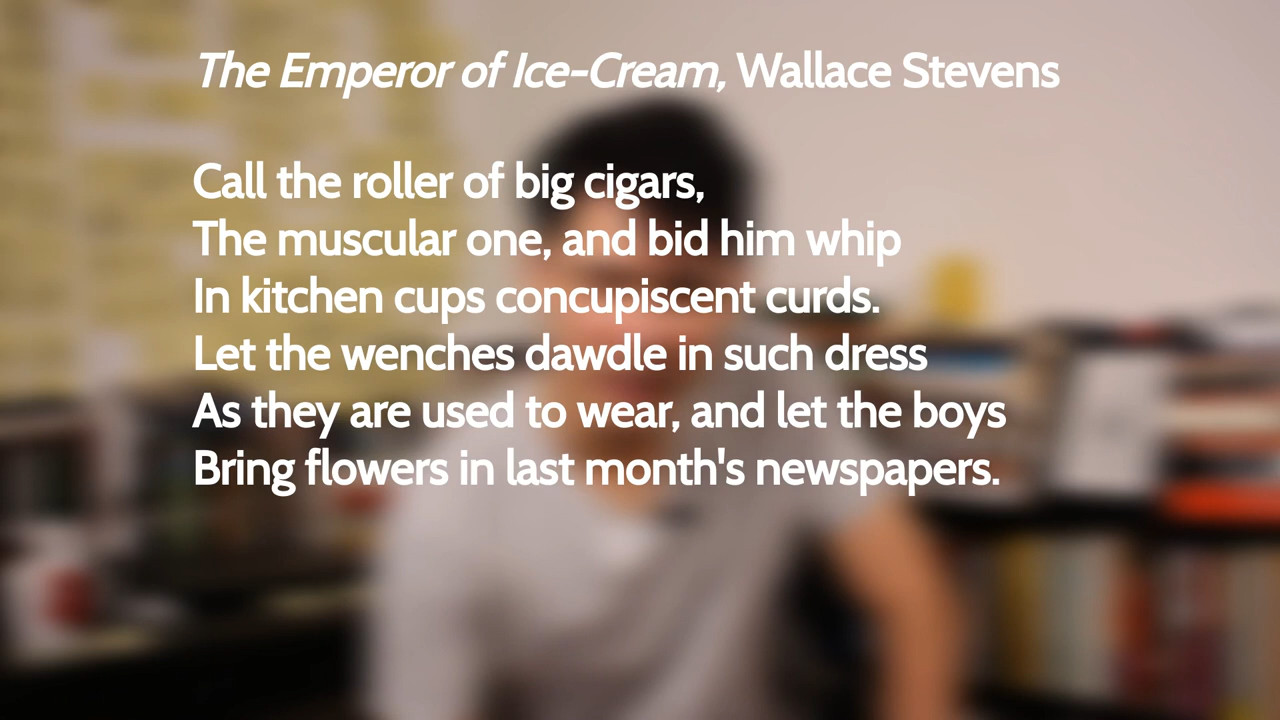 The Emperor of Ice-Cream, Wallace Stevens
Call the roller of big cigars,
The muscular one, and bid him whip
In kitchen cups concupiscent curds.
Let the wenches dawdle in such dress
As they are used to wear, and let the boys
Bring flowers in last month's newspapers.